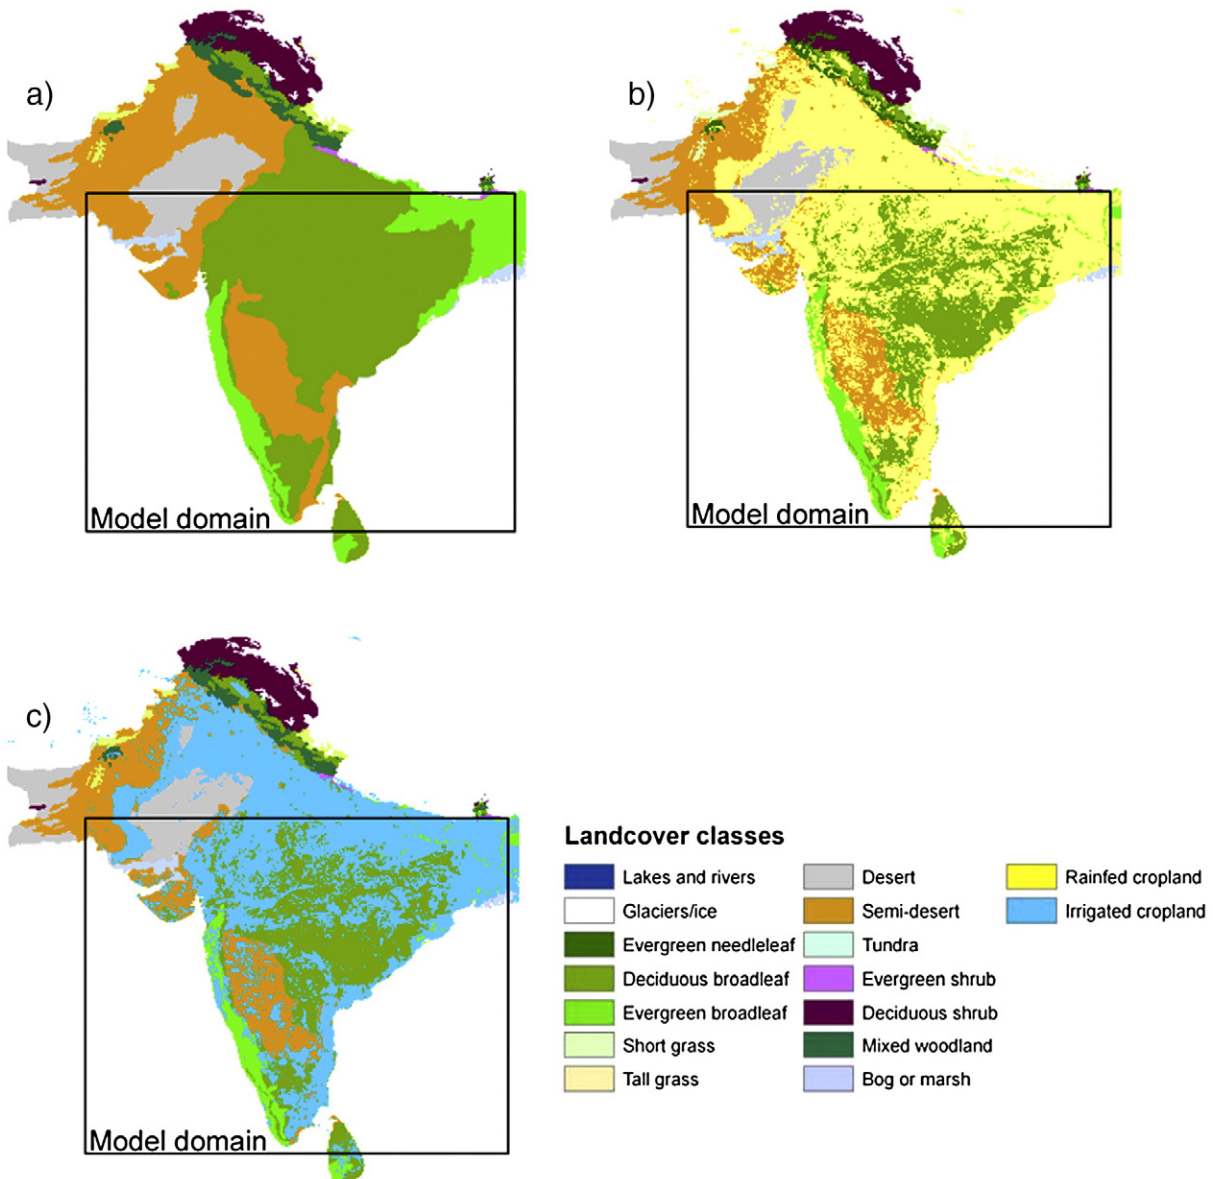 a)
b)
Model domain
Model domain
c)
Model domain
Landcover classes
Lakes and rivers
Glaciers/ice
Evergreen needleleaf
Deciduous broadleaf
Evergreen broadleaf
Short grass
Tall grass
Desert
Semi-desert
Tundra
Evergreen shrub
Deciduous shrub
Mixed woodland
Bog or marsh
Rainfed cropland
Irrigated cropland